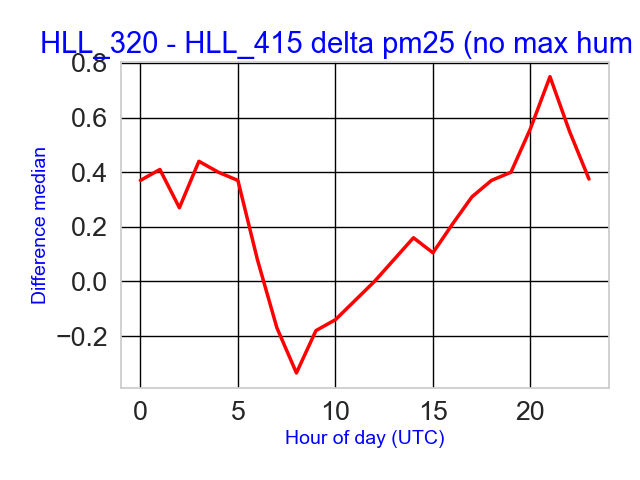 HLL_320 - HLL_415 delta pm25 (no max hum
0.8
0.6
0.4
0.2
0.0
−0.2
Difference median
0 5 10 15 20
Hour of day (UTC)